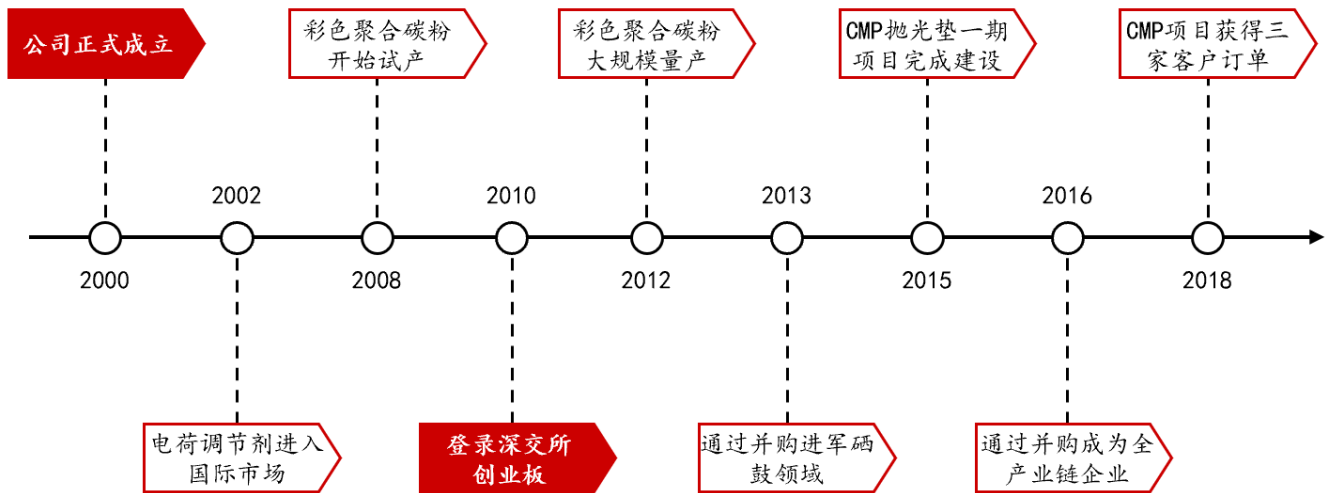 公司正式成立
彩色聚合碳粉
开始试产
彩色聚合碳粉
大规模量产
CMP抛光垫一期
项目完成建设
CMP项目获得三
家客户订单
2002
2010
2013
2016
2000
2008
2012
2015
2018
电荷调节剂进入
国际市场
登录深交所
创业板
通过并购进军硒
鼓领域
通过并购成为全
产业链企业